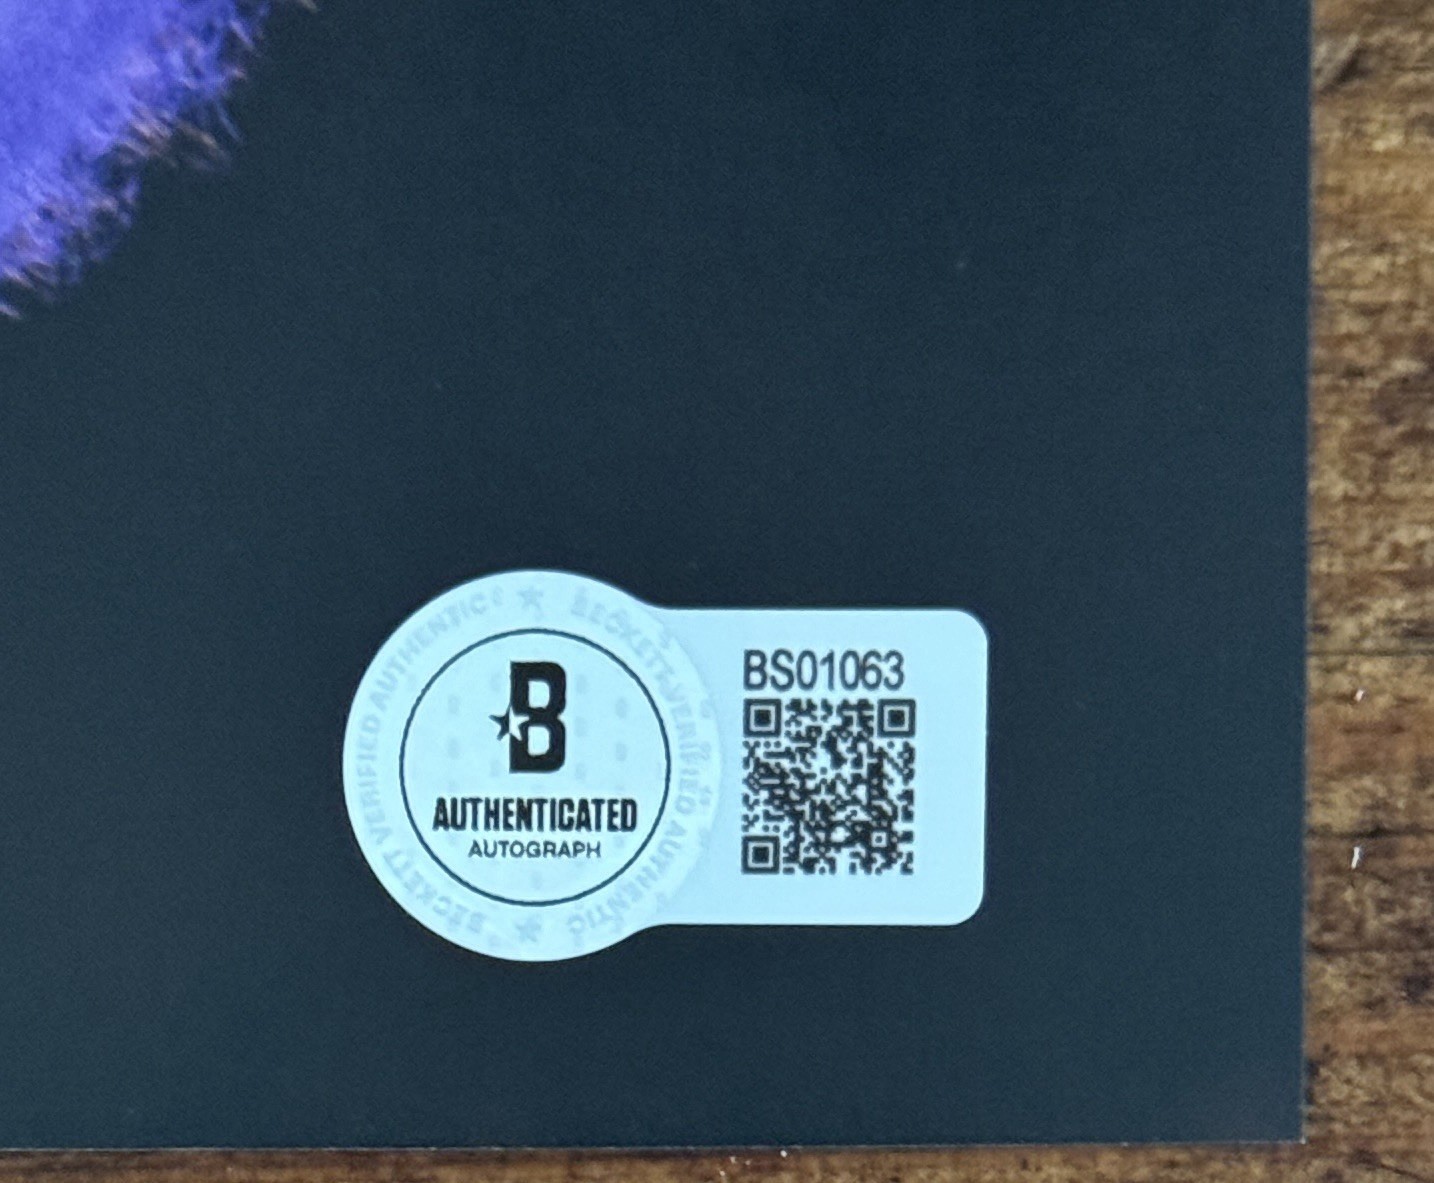 BECKETT VERIFIED AUTHENTIC
BECKETT VERIFIED AUTHENTIC
B
AUTHENTICATED
AUTOGRAPH
BS01063